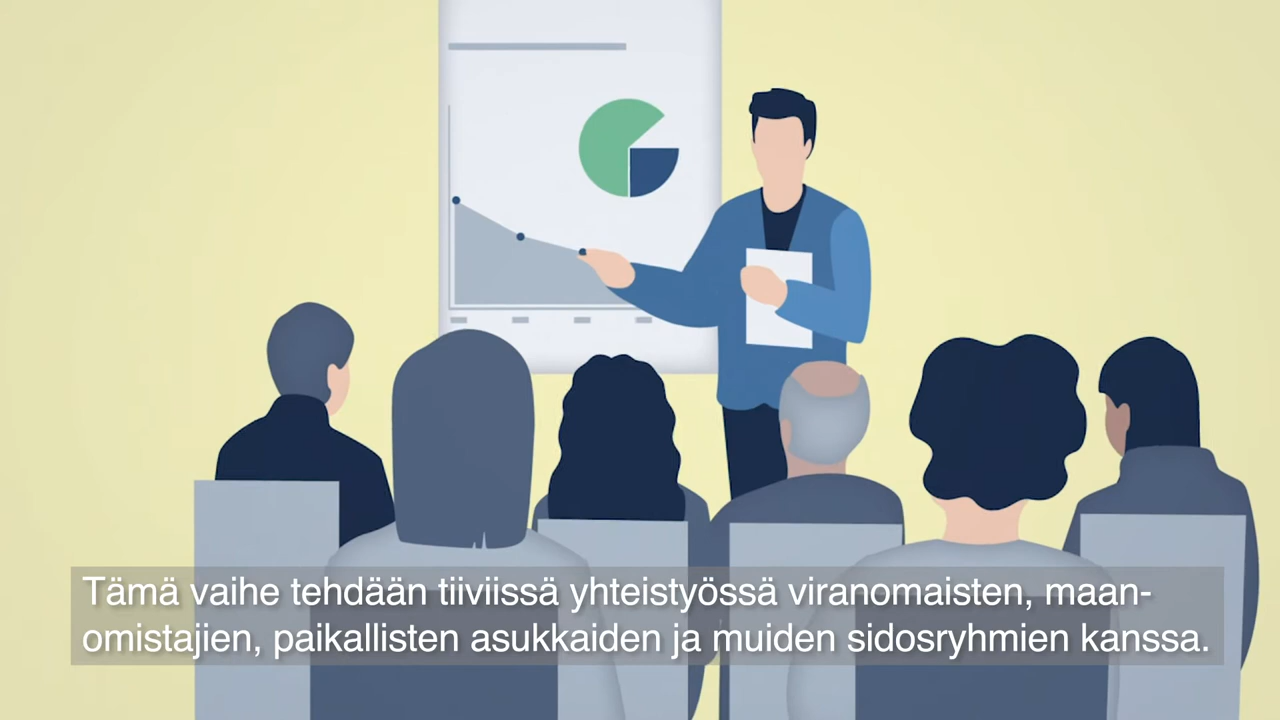 Tämä vaihe tehdään tiiviissä yhteistyössä viranomaisten, maan-
omistajien, paikallisten asukkaiden ja muiden sidosryhmien kanssa.